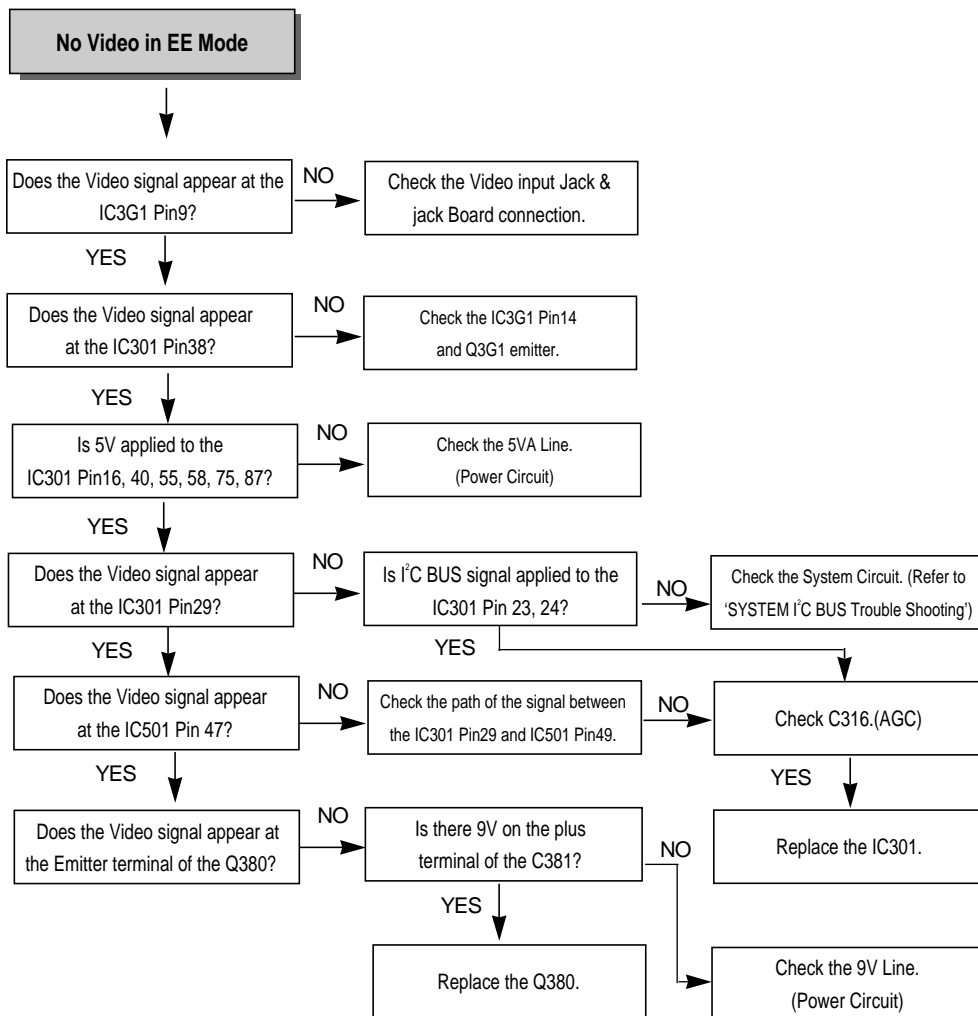 No Video in EE Mode
Does the Video signal appear at the
IC3G1 Pin9?
NO
Check the Video input Jack &
jack Board connection.
YES
Does the Video signal appear
at the IC301 Pin38?
NO
Check the IC3G1 Pin14
and Q3G1 emitter.
YES
Is 5V applied to the
IC301 Pin16, 40, 55, 58, 75, 87?
NO
Check the 5VA Line.
(Power Circuit)
YES
Does the Video signal appear
at the IC301 Pin29?
NO
Is I²C BUS signal applied to the
IC301 Pin 23, 24?
NO
Check the System Circuit. (Refer to
‘SYSTEM I²C BUS Trouble Shooting’)
YES
YES
Does the Video signal appear
at the IC501 Pin 47?
NO
Check the path of the signal between
the IC301 Pin29 and IC501 Pin49.
NO
Check C316.(AGC)
YES
YES
Does the Video signal appear at
the Emitter terminal of the Q380?
NO
Is there 9V on the plus
terminal of the C381?
NO
Replace the IC301.
YES
Replace the Q380.
Check the 9V Line.
(Power Circuit)